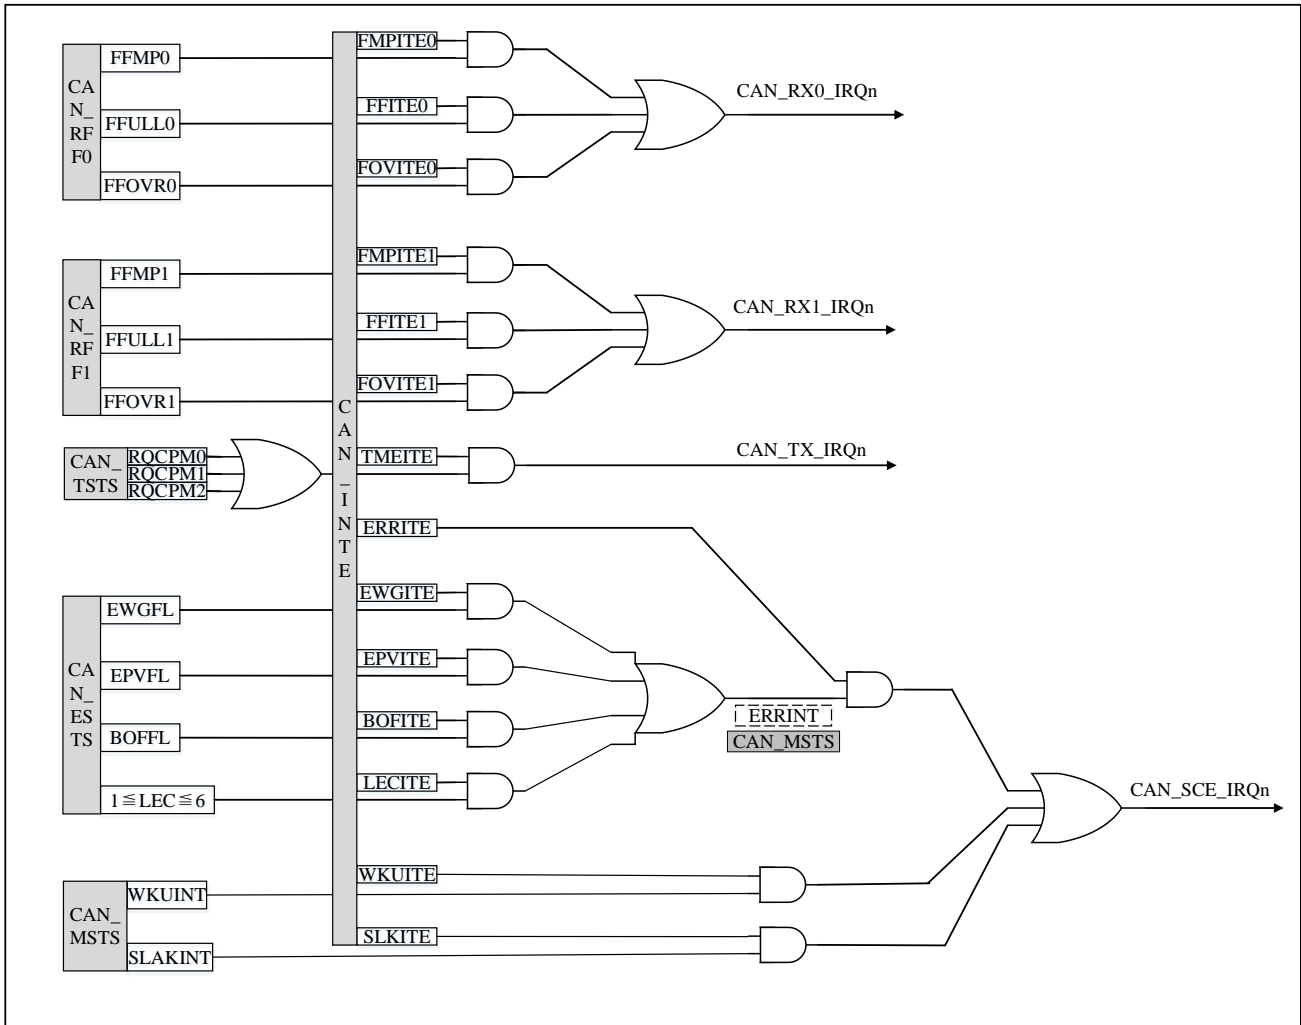 FMPITE0
FFMP0
CA
N_
RF
F0
CAN_RX0_IRQn
FFITE0
FFULL0
FOVITE0
FFOVR0
FMPITE1
FFMP1
CA
N_
RF
F1
CAN_RX1_IRQn
FFITE1
FFULL1
FOVITE1
FFOVR1
C
A
N
_I
N
T
E
CAN_
TSTS
RQCPM0
RQCPM1
RQCPM2
TMEITE
CAN_TX_IRQn
ERRITE
EWGITE
EWGFL
CA
N_
ES
TS
EPVITE
EPVFL
BOFITE
BOFFL
ERRINT
CAN_MSTS
LECITE
1≦LEC≦6
CAN_SCE_IRQn
WKUITE
WKUINT
CAN_
MSTS
SLKITE
SLAKINT